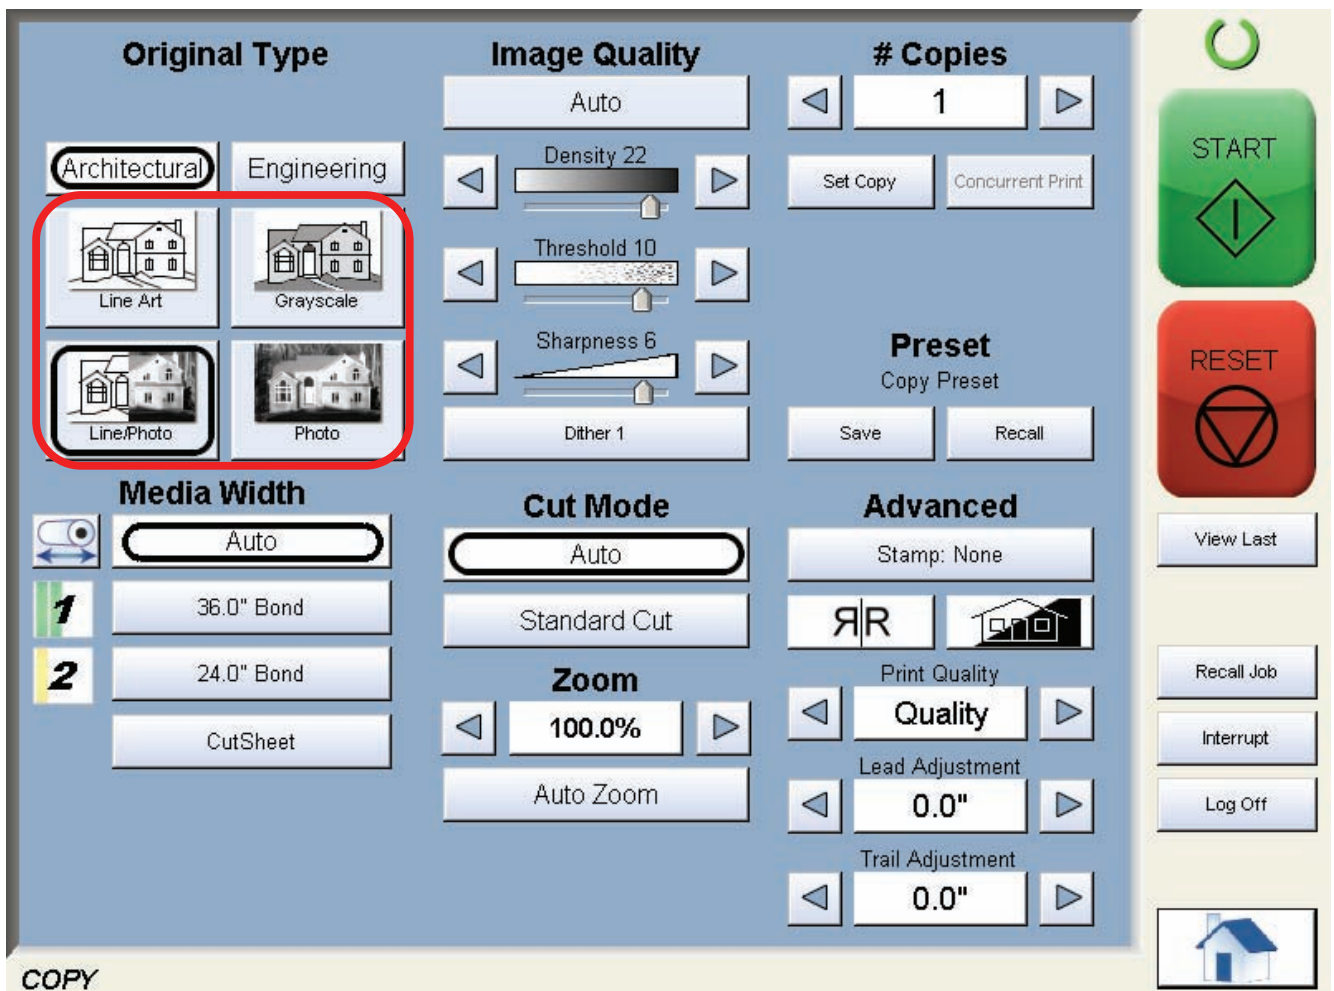 Original Type
Architectural
Engineering
Line Art
Grayscale
Line/Photo
Photo
Media Width
Auto
1
36.0" Bond
2
24.0" Bond
CutSheet
Image Quality
Auto
Density 22
Threshold 10
Sharpness 6
Dither 1
Cut Mode
Auto
Standard Cut
Zoom
100.0%
Auto Zoom
# Copies
1
Set Copy
Concurrent Print
Preset
Copy Preset
Save
Recall
Advanced
Stamp: None
ЯR
Print Quality
Quality
Lead Adjustment
0.0"
Trail Adjustment
0.0"
START
RESET
View Last
Recall Job
Interrupt
Log Off
COPY